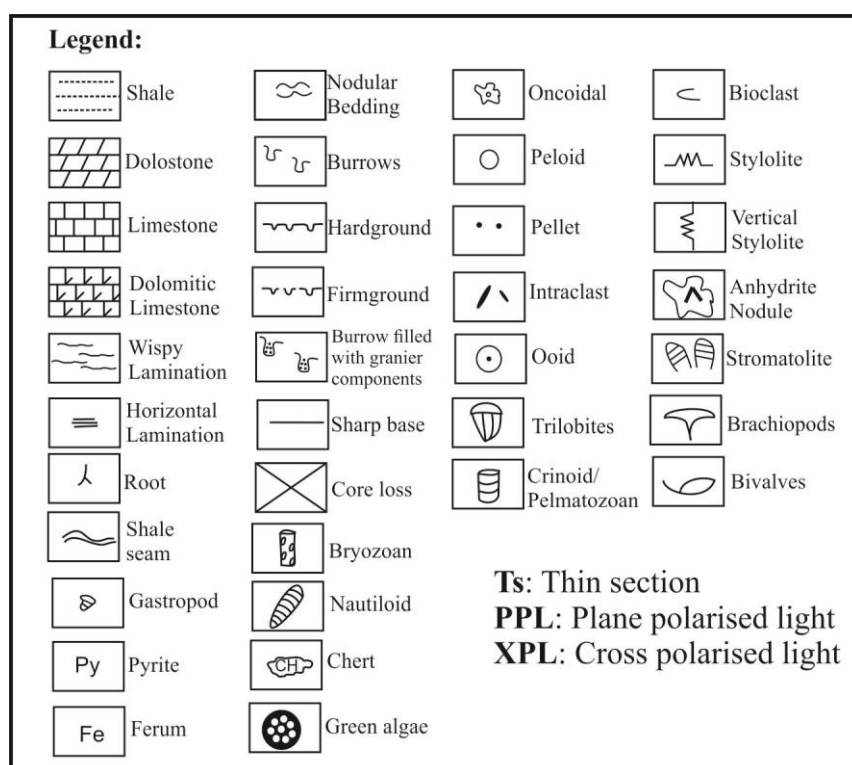 Legend:
Shale
Dolostone
Limestone
Dolomitic
Limestone
Wispy
Lamination
Horizontal
Lamination
Root
Shale
seam
Gastropod
Py
Pyrite
Fe
Ferum
Nodular
Bedding
Burrows
Hardground
Firmground
Burrow filled
with granier
components
Sharp base
Core loss
Bryozoan
Nautiloid
CH
Chert
Green algae
Oncoidal
Peloid
Pellet
Intraclast
Ooid
Trilobites
Crinoid/
Pelmatozoan
Bioclast
Stylolite
Vertical
Stylolite
Anhydrite
Nodule
Stromatolite
Brachiopods
Bivalves
Ts: Thin section
PPL: Plane polarised light
XPL: Cross polarised light